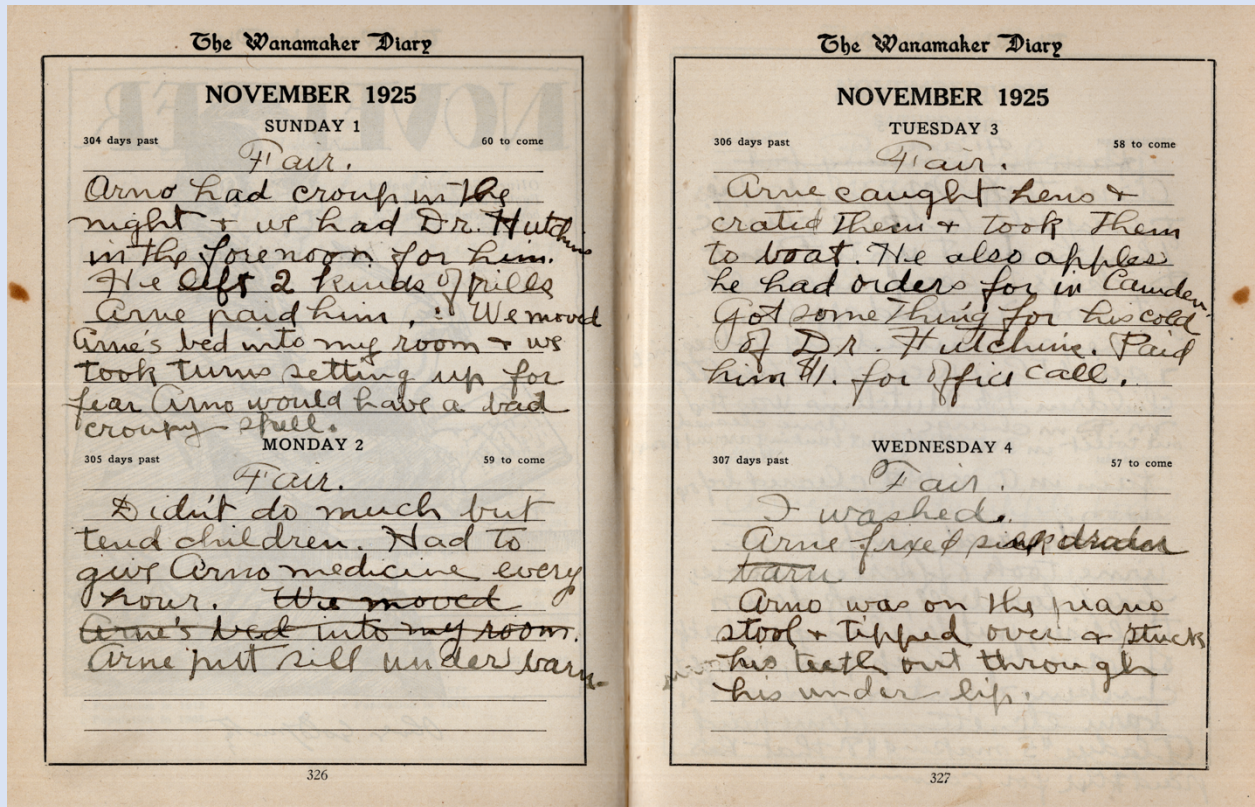 The Wanamaker Diary
NOVEMBER 1925
SUNDAY 1
304 days past 60 to come
Fair.
Arno had croup in the
night + we had Dr. Hutchins
in the forenoon for him.
He left 2 kinds of pills
Arne paid him, : We moved
Arne's bed into my room + we
took turns setting up for
fear Arno would have a bad
croupy spell.
MONDAY 2
305 days past 59 to come
Fair.
Didn't do much but
tend children. Had to
give Arno medicine every
hour. We moved
Arne's bed into my room.
Arne put sill under barn.
326
The Wanamaker Diary
NOVEMBER 1925
TUESDAY 3
306 days past 58 to come
Fair.
Arne caught hens +
crated them + took them
to boat. He also apples
he had orders for in Camden.
Got something for his cold
of Dr. Hutchins. Paid
him $1. for office call.
WEDNESDAY 4
307 days past 57 to come
Fair.
I washed.
Arne fixed sink
barn.
Arno was on the piano
stool + tipped over + stuck
his teeth out through
his under lip.
327